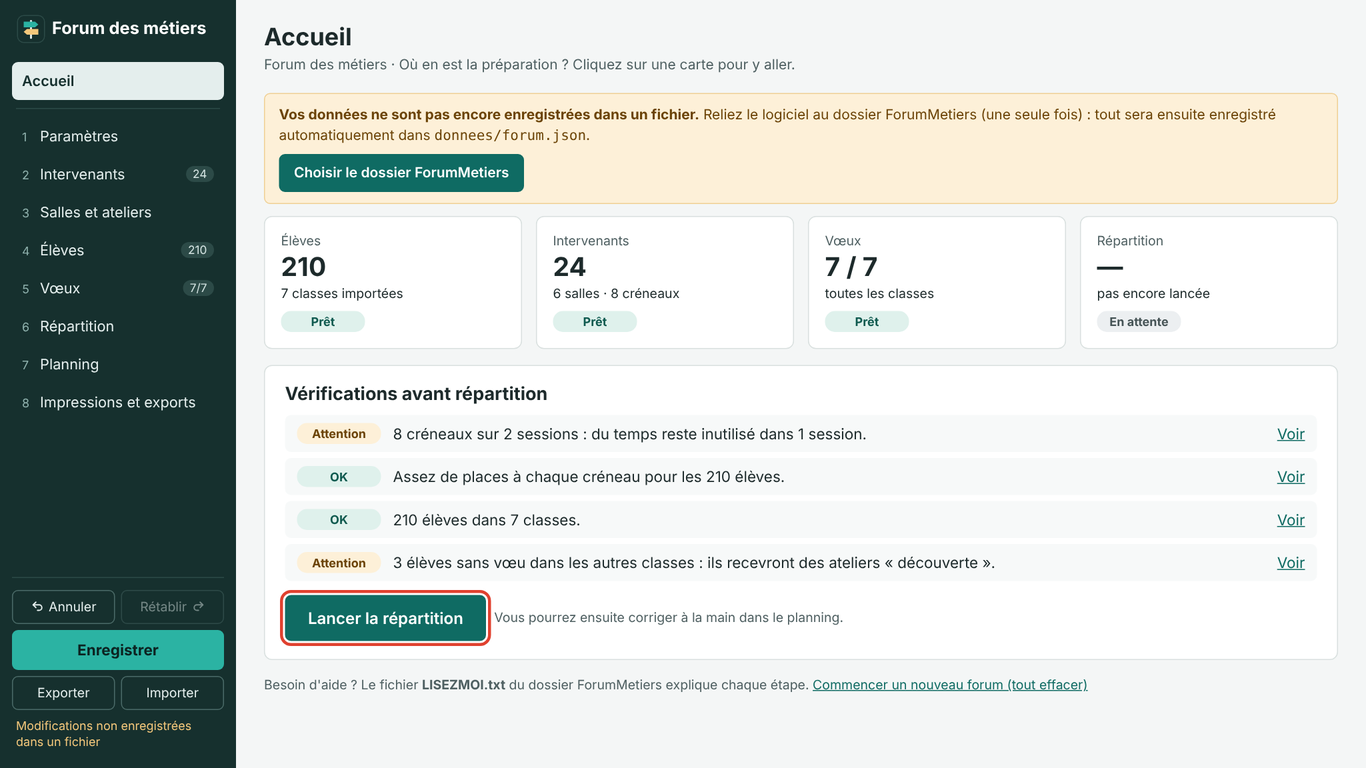 Forum des métiers
Accueil
1 Paramètres
2 Intervenants 24
3 Salles et ateliers
4 Élèves 210
5 Vœux 7/7
6 Répartition
7 Planning
8 Impressions et exports
Annuler
Rétablir
Enregistrer
Exporter
Importer
Modifications non enregistrées
dans un fichier
Accueil
Forum des métiers · Où en est la préparation ? Cliquez sur une carte pour y aller.
Vos données ne sont pas encore enregistrées dans un fichier. Reliez le logiciel au dossier ForumMetiers (une seule fois) : tout sera ensuite enregistré
automatiquement dans donnees/forum.json.
Choisir le dossier ForumMetiers
Élèves
210
7 classes importées
Prêt
Intervenants
24
6 salles · 8 créneaux
Prêt
Vœux
7 / 7
toutes les classes
Prêt
Répartition
—
pas encore lancée
En attente
Vérifications avant répartition
Attention 8 créneaux sur 2 sessions : du temps reste inutilisé dans 1 session. Voir
OK Assez de places à chaque créneau pour les 210 élèves. Voir
OK 210 élèves dans 7 classes. Voir
Attention 3 élèves sans vœu dans les autres classes : ils recevront des ateliers « découverte ». Voir
Lancer la répartition Vous pourrez ensuite corriger à la main dans le planning.
Besoin d'aide ? Le fichier LISEZMOI.txt du dossier ForumMetiers explique chaque étape. Commencer un nouveau forum (tout effacer)